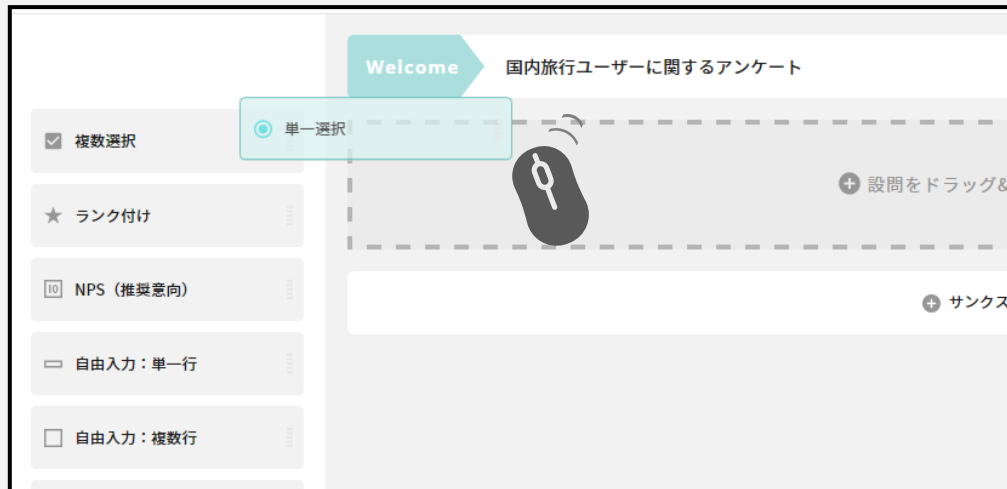 Welcome
国内旅行ユーザーに関するアンケート
単一選択
複数選択
設問をドラッグ&
ランク付け
10 NPS（推奨意向）
サンクス
自由入力：単一行
自由入力：複数行